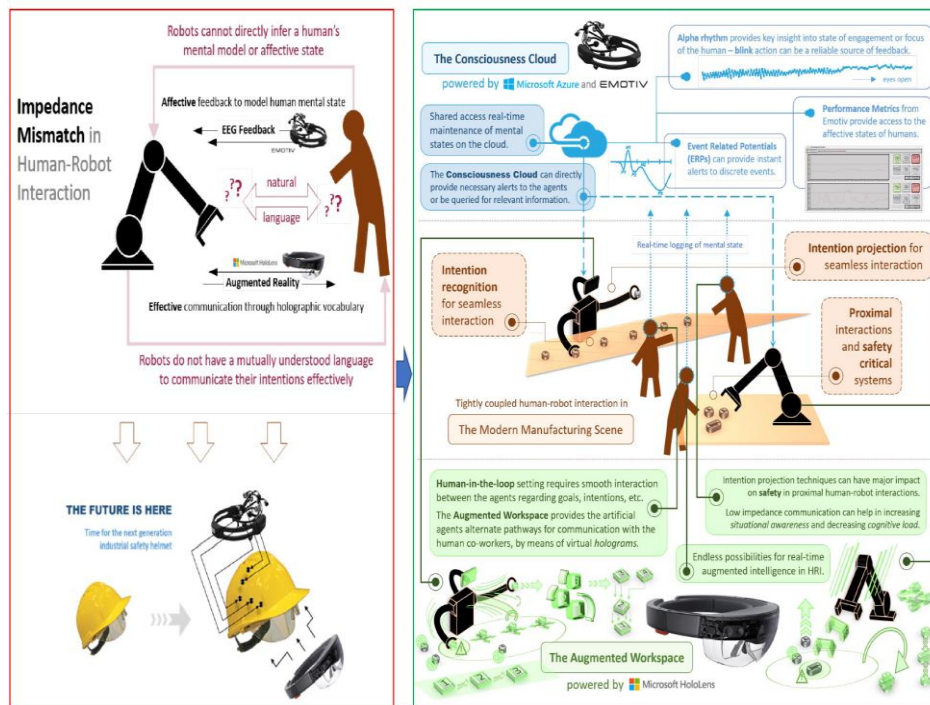 Robots cannot directly infer a human's
mental model or affective state
Impedance
Mismatch in
Human-Robot
Interaction
Affective feedback to model human mental state
EEG Feedback
EMOTIV
???
natural
language
???
Microsoft HoloLens
Augmented Reality
Effective communication through holographic vocabulary
Robots do not have a mutually understood language
to communicate their intentions effectively
THE FUTURE IS HERE
Time for the next generation
industrial safety helmet
The Consciousness Cloud
powered by Microsoft Azure and EMOTIV
Alpha rhythm provides key insight into state of engagement or focus
of the human – blink action can be a reliable source of feedback.
eyes open
Shared access real-time
maintenance of mental
states on the cloud.
Event Related Potentials
(ERPs) can provide instant
alerts to discrete events.
Performance Metrics from
Emotiv provide access to the
affective states of humans.
The Consciousness Cloud can directly
provide necessary alerts to the agents
or be queried for relevant information.
Real-time logging of mental state
Intention
recognition
for seamless
interaction
Intention projection for
seamless interaction
Proximal
interactions
and safety
critical
systems
Tightly coupled human-robot interaction in
The Modern Manufacturing Scene
Human-in-the-loop setting requires smooth interaction
between the agents regarding goals, intentions, etc.
The Augmented Workspace provides the artificial
agents alternate pathways for communication with the
human co-workers, by means of virtual holograms.
Intention projection techniques can have major impact
on safety in proximal human-robot interactions.
Low impedance communication can help in increasing
situational awareness and decreasing cognitive load.
Endless possibilities for real-time
augmented intelligence in HRI.
The Augmented Workspace
powered by Microsoft HoloLens